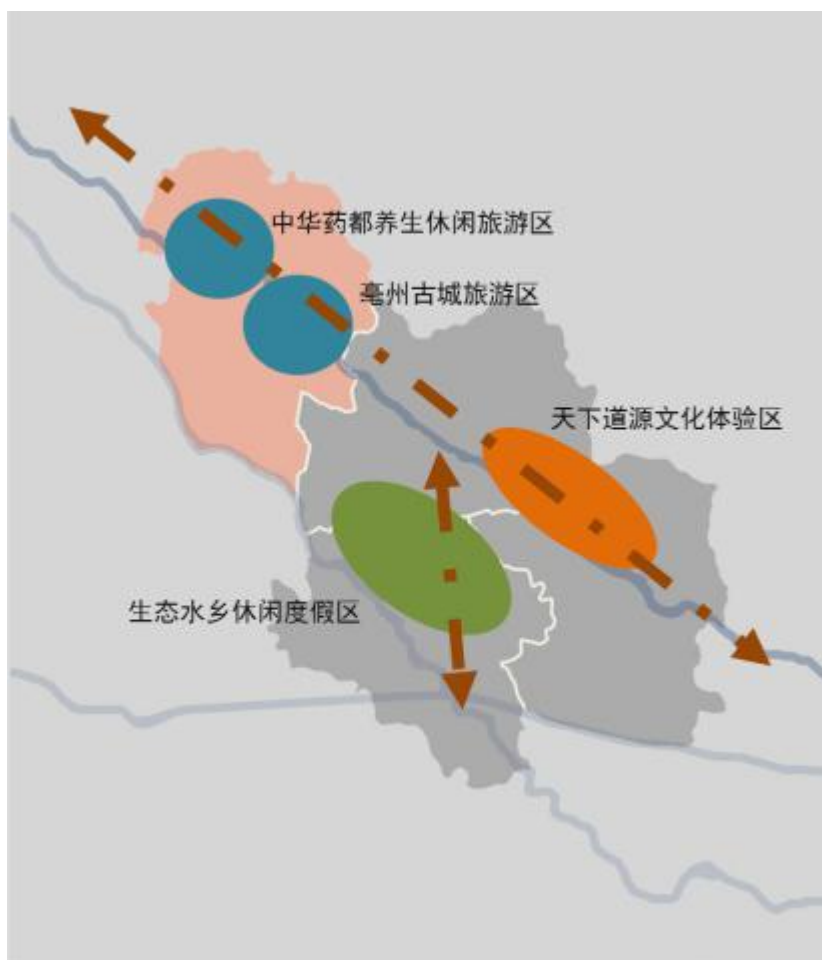 中华药都养生休闲旅游区
亳州古城旅游区
天下道源文化体验区
生态水乡休闲度假区